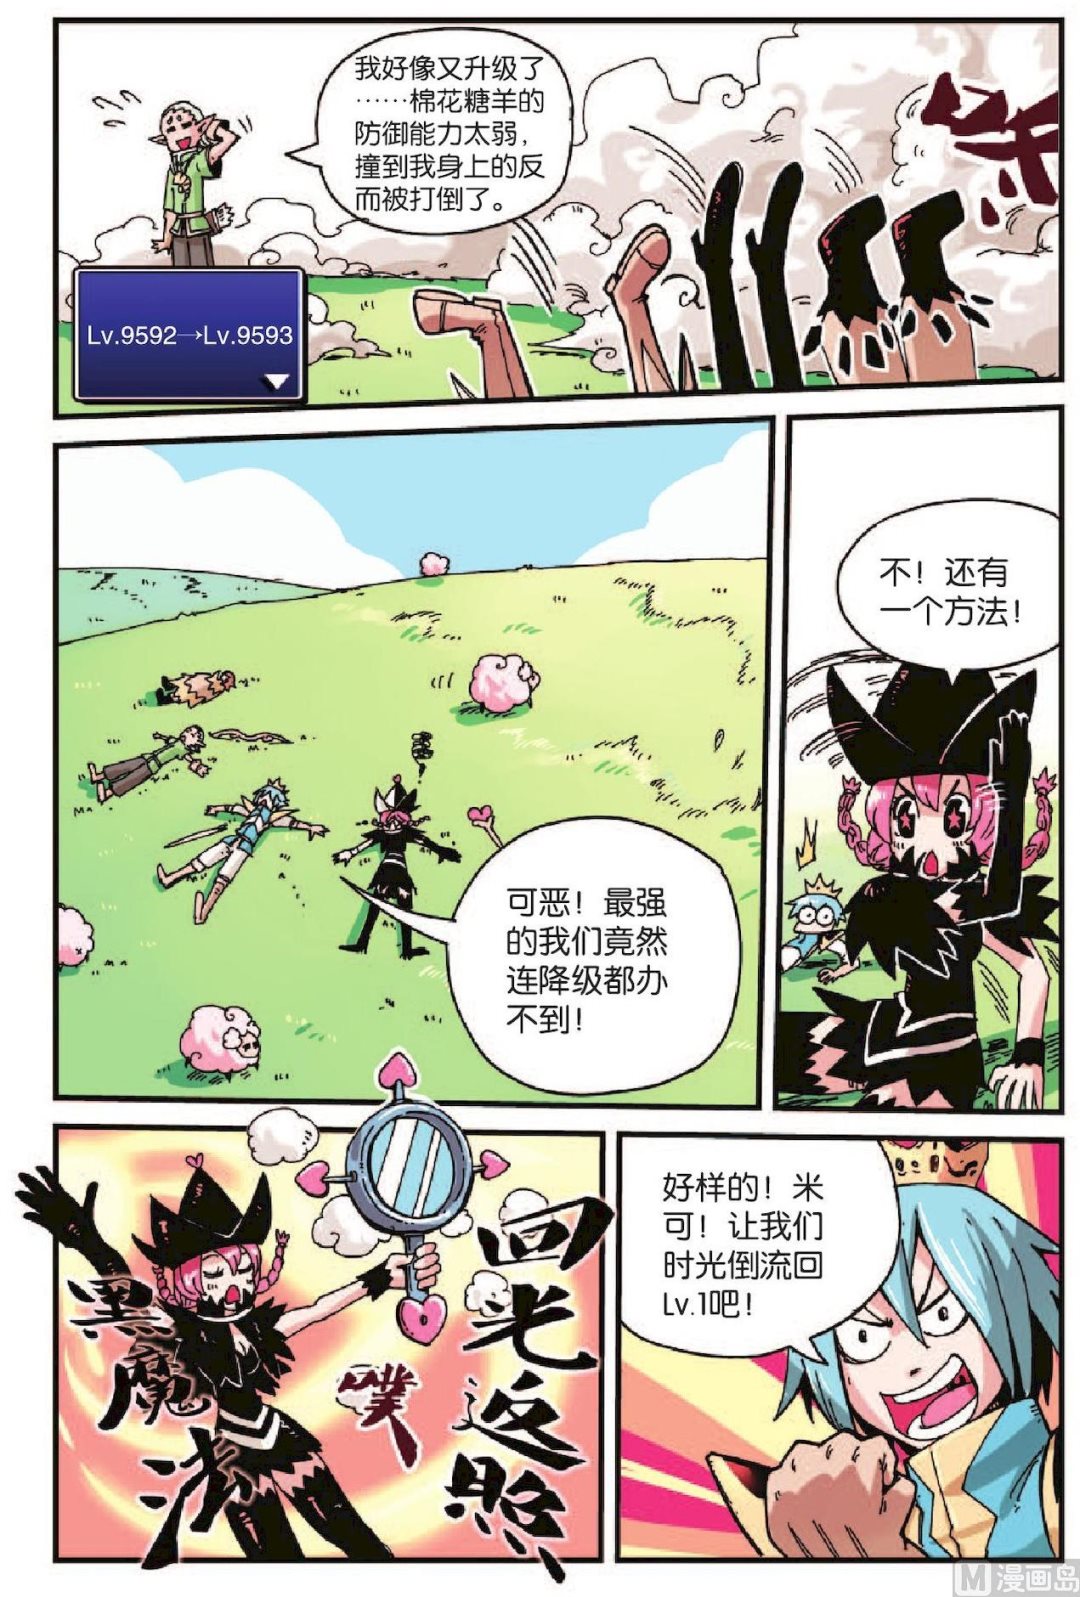 我好像又升级了
……棉花糖羊的
防御能力太弱，
撞到我身上的反
而被打倒了。
Lv.9592→Lv.9593
可恶！最强
的我们竟然
连降级都办
不到！
不！还有
一个方法！
黑魔法
噗
回光返照
好样的！米
可！让我们
时光倒流回
Lv.1吧！
漫画岛